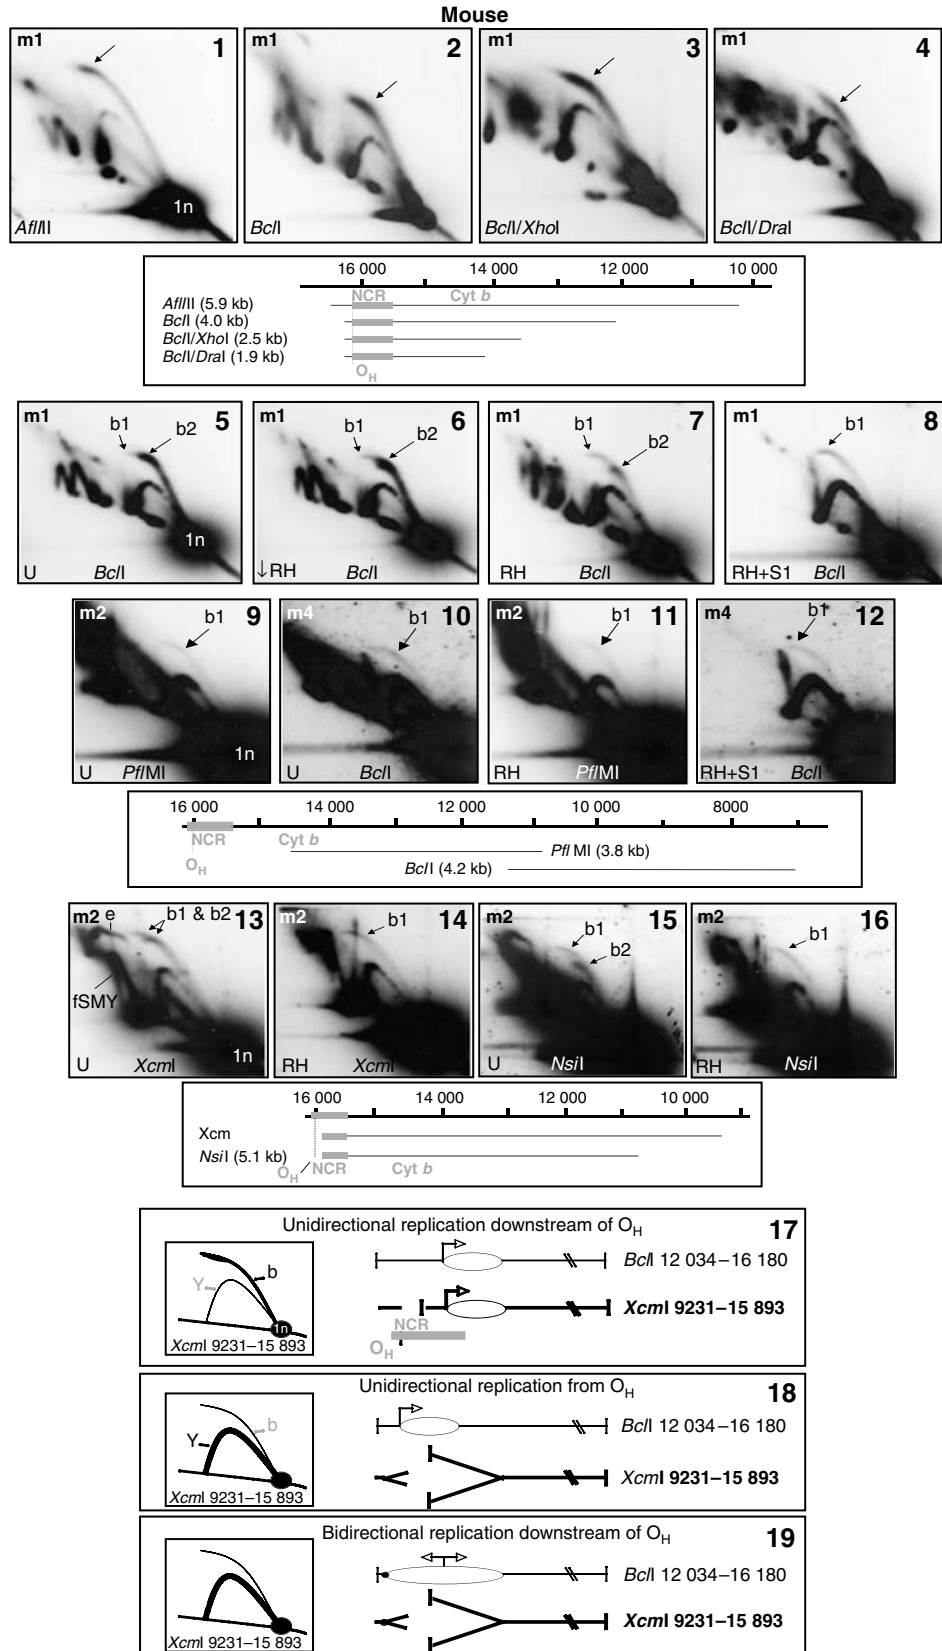 Mouse
m1 1
AflIII
1n
m1 2
BclI
m1 3
BclI/XhoI
m1 4
BclI/DraI
16 000 14 000 12 000 10 000
NCR Cyt b
AflIII (5.9 kb)
BclI (4.0 kb)
BclI/XhoI (2.5 kb)
BclI/DraI (1.9 kb)
OH
m1 5
b1 b2
1n
U BclI
m1 6
b1 b2
↓RH BclI
m1 7
b1 b2
RH BclI
m1 8
b1
RH+S1 BclI
m2 9
b1
1n
U PflMI
m4 10
b1
U BclI
m2 11
b1
RH PflMI
m4 12
b1
RH+S1 BclI
16 000 14 000 12 000 10 000 8000
NCR Cyt b
OH
Pfl MI (3.8 kb)
BclI (4.2 kb)
m2 e b1 & b2 13
fSMY
1n
U XcmI
m2 14
b1
RH XcmI
m2 15
b1
b2
U NsiI
m2 16
b1
RH NsiI
16 000 14 000 12 000 10 000
Xcm
NsiI (5.1 kb)
OH NCR Cyt b
Unidirectional replication downstream of OH 17
BclI 12 034–16 180
Y b
1n
XcmI 9231–15 893
XcmI 9231–15 893
NCR
OH
Unidirectional replication from OH 18
BclI 12 034–16 180
Y b
XcmI 9231–15 893
XcmI 9231–15 893
Bidirectional replication downstream of OH 19
BclI 12 034–16 180
XcmI 9231–15 893
XcmI 9231–15 893